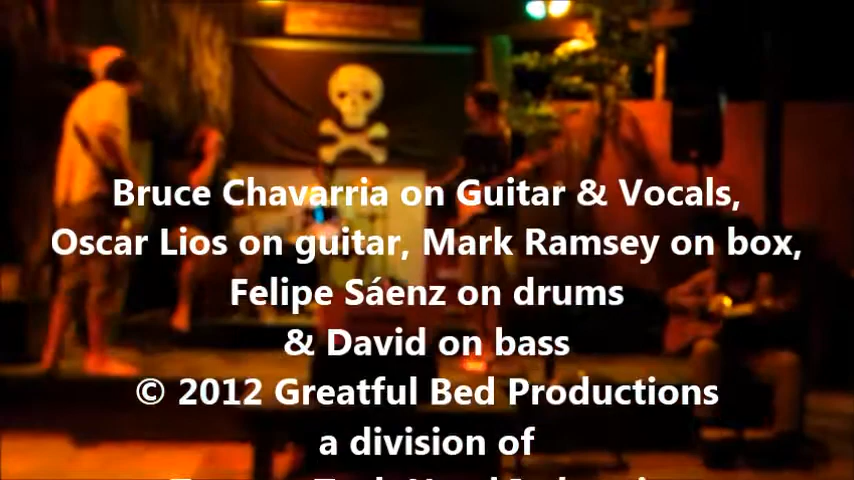 Bruce Chavarria on Guitar & Vocals,
Oscar Lios on guitar, Mark Ramsey on box,
Felipe Sáenz on drums
& David on bass
© 2012 Greatful Bed Productions
a division of